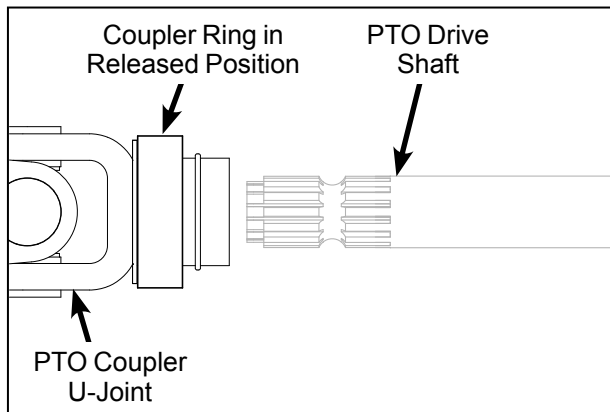 Coupler Ring in
Released Position
PTO Drive
Shaft
PTO Coupler
U-Joint